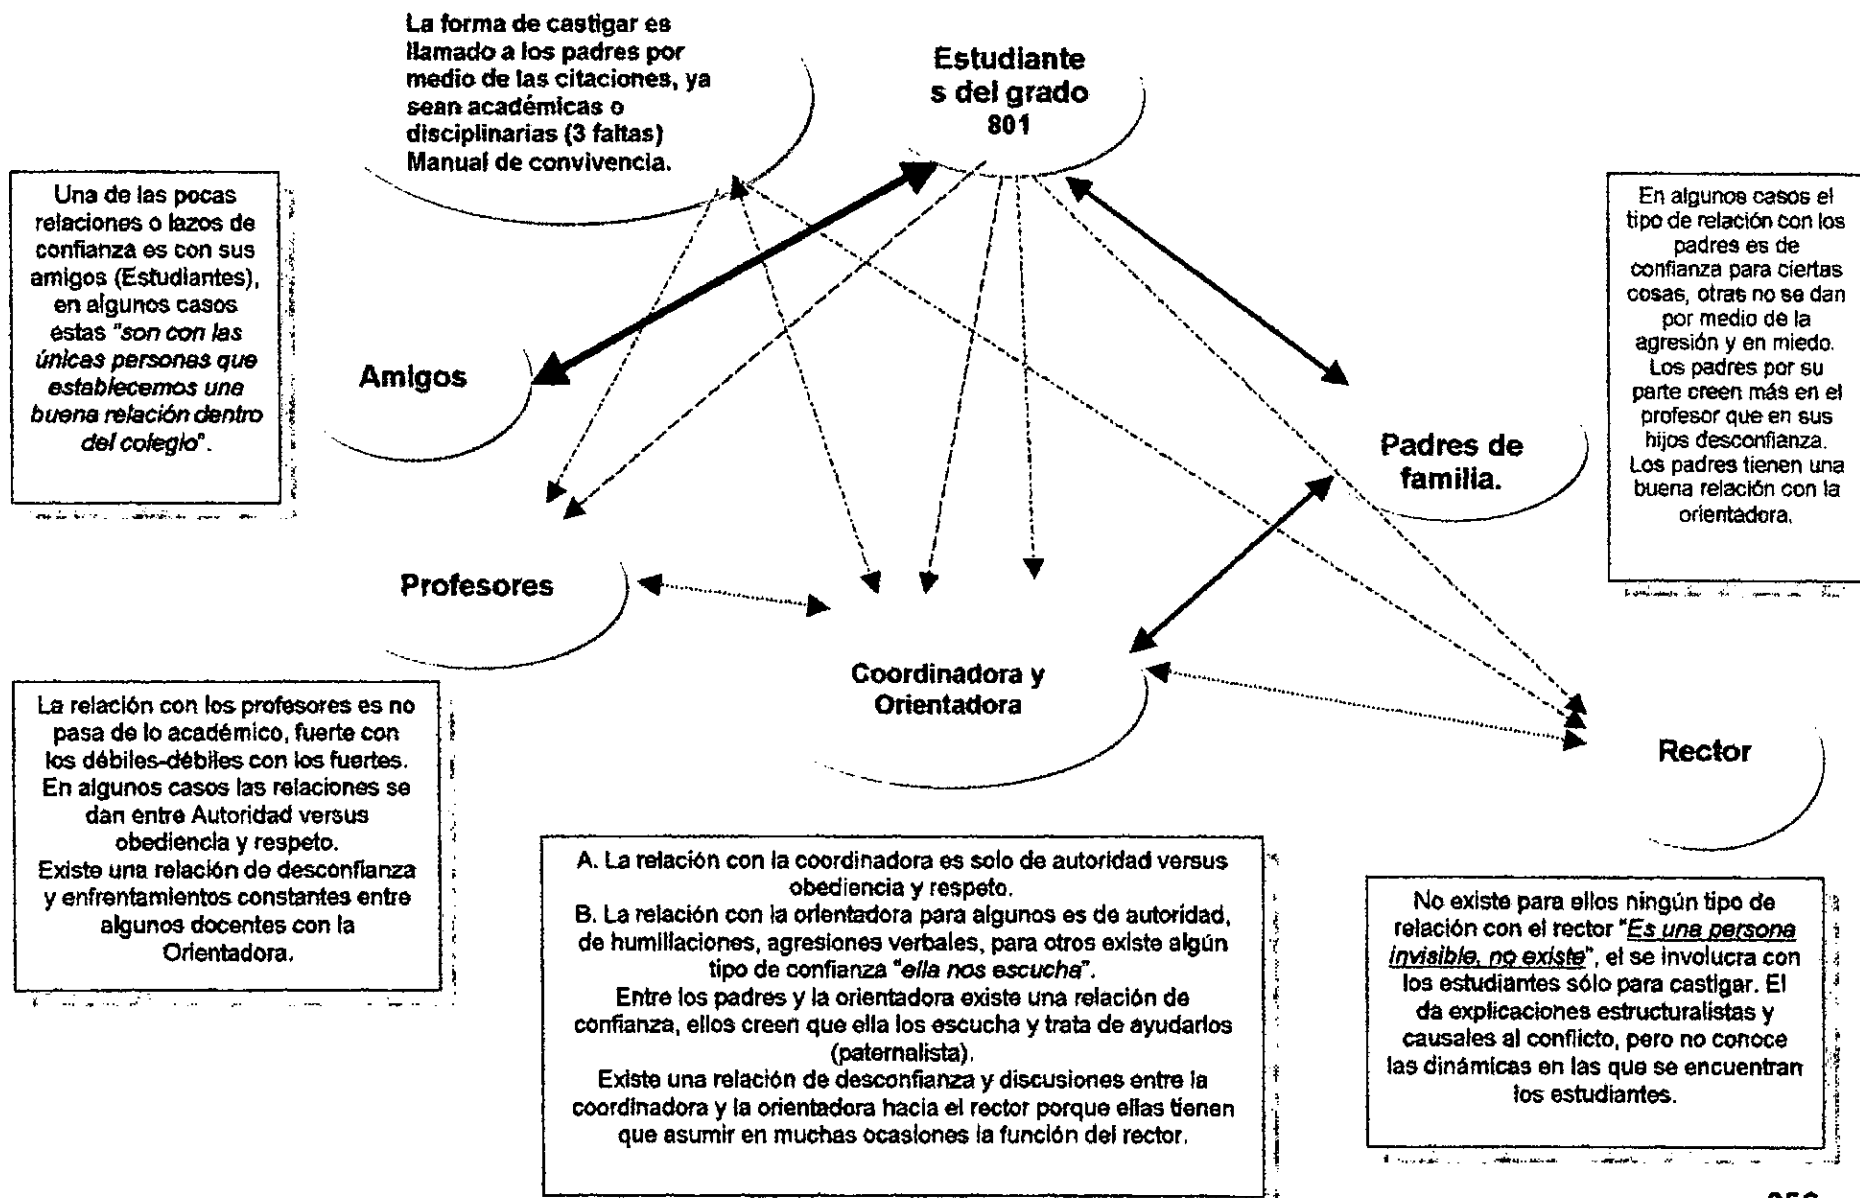 La forma de castigar es
llamado a los padres por
medio de las citaciones, ya
sean académicas o
disciplinarias (3 faltas)
Manual de convivencia.
Estudiante
s del grado
801
Una de las pocas
relaciones o lazos de
confianza es con sus
amigos (Estudiantes),
en algunos casos
estas "son con las
únicas personas que
establecemos una
buena relación dentro
del colegio".
En algunos casos el
tipo de relación con los
padres es de
confianza para ciertas
cosas, otras no se dan
por medio de la
agresión y en miedo.
Los padres por su
parte creen más en el
profesor que en sus
hijos desconfianza.
Los padres tienen una
buena relación con la
orientadora.
Amigos
Padres de
familia.
Profesores
Coordinadora y
Orientadora
Rector
La relación con los profesores es no
pasa de lo académico, fuerte con
los débiles-débiles con los fuertes.
En algunos casos las relaciones se
dan entre Autoridad versus
obediencia y respeto.
Existe una relación de desconfianza
y enfrentamientos constantes entre
algunos docentes con la
Orientadora.
A. La relación con la coordinadora es solo de autoridad versus
obediencia y respeto.
B. La relación con la orientadora para algunos es de autoridad,
de humillaciones, agresiones verbales, para otros existe algún
tipo de confianza "ella nos escucha".
Entre los padres y la orientadora existe una relación de
confianza, ellos creen que ella los escucha y trata de ayudarlos
(paternalista).
Existe una relación de desconfianza y discusiones entre la
coordinadora y la orientadora hacia el rector porque ellas tienen
que asumir en muchas ocasiones la función del rector.
No existe para ellos ningún tipo de
relación con el rector "Es una persona
invisible, no existe", el se involucra con
los estudiantes sólo para castigar. El
da explicaciones estructuralistas y
causales al conflicto, pero no conoce
las dinámicas en las que se encuentran
los estudiantes.